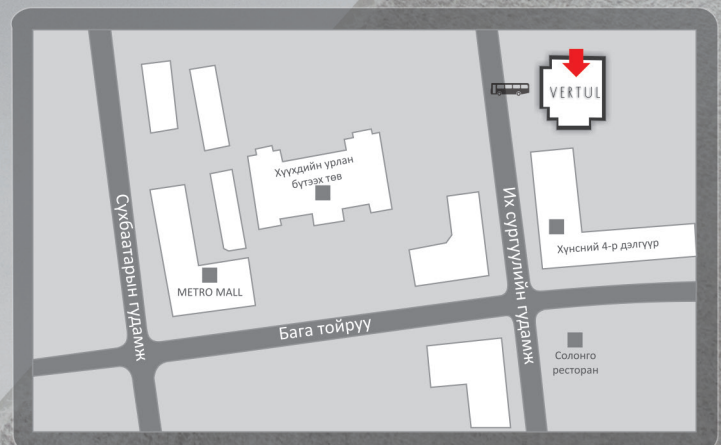 VERTUL
Хүүхдийн урлан
бүтээх төв
Сүхбаатарын гудамж
Их сургуулийн гудамж
Хүнсний 4-р дэлгүүр
METRO MALL
Бага тойруу
Солонго
ресторан